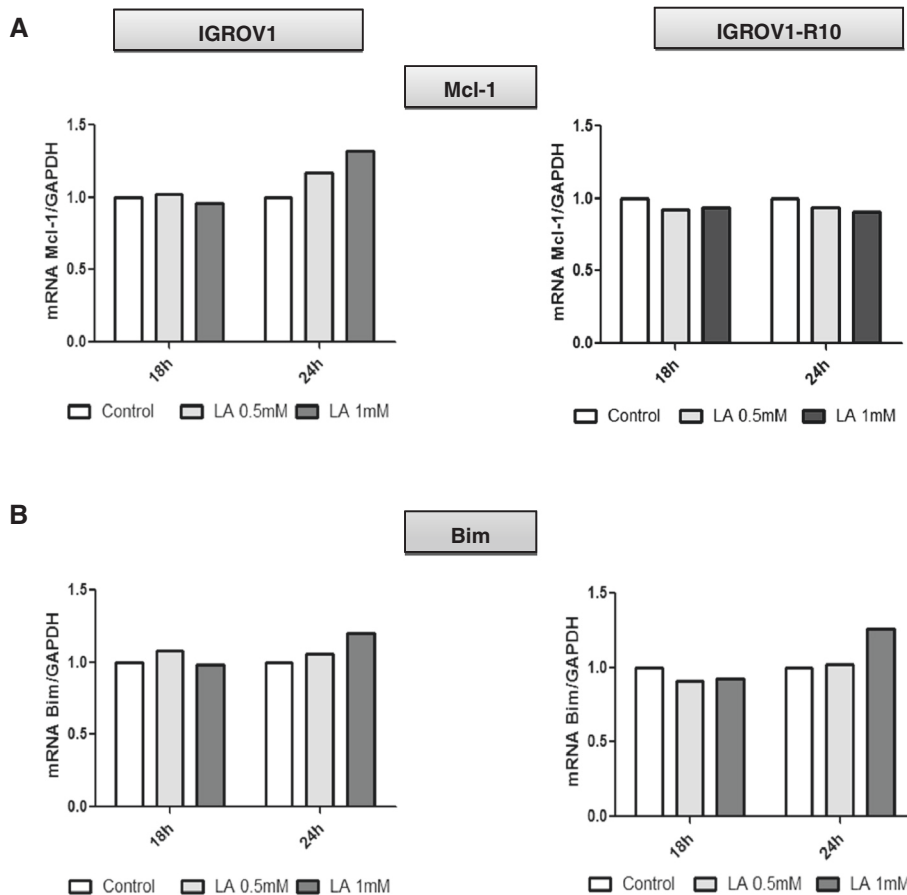 A
IGROV1
IGROV1-R10
Mcl-1
mRNA Mcl-1/GAPDH
1.5
1.0
0.5
0.0
18h
24h
Control LA 0.5mM LA 1mM
mRNA Mcl-1/GAPDH
1.5
1.0
0.5
0.0
18h
24h
Control LA 0.5mM LA 1mM
B
Bim
mRNA Bim/GAPDH
1.5
1.0
0.5
0.0
18h
24h
Control LA 0.5mM LA 1mM
mRNA Bim/GAPDH
1.5
1.0
0.5
0.0
18h
24h
Control LA 0.5mM LA 1mM